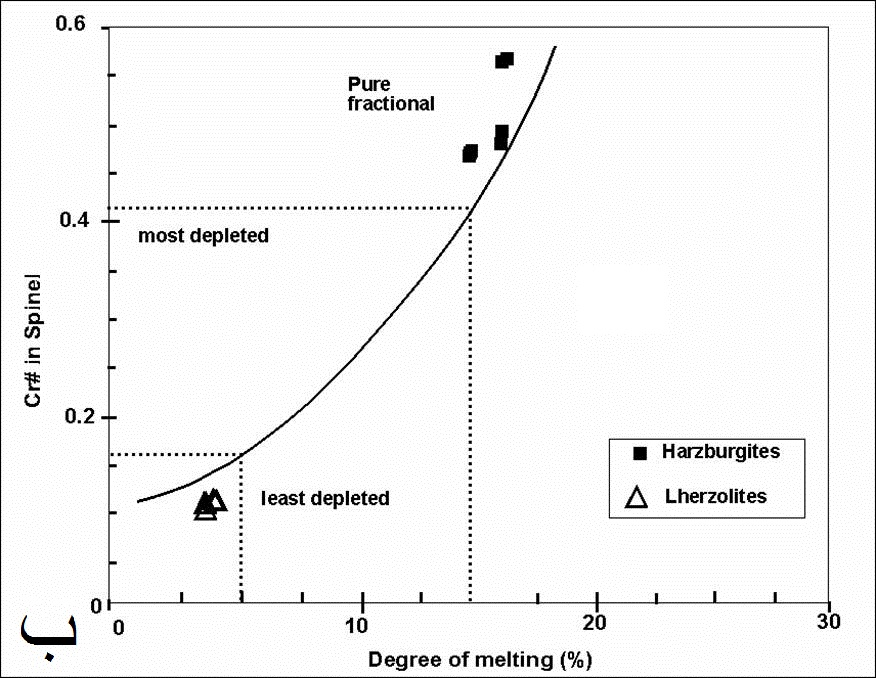 0.6
Pure
fractional
0.4
most depleted
Cr# in Spinel
0.2
Harzburgites
least depleted
Lherzolites
0
0
10
20
30
ب
Degree of melting (%)